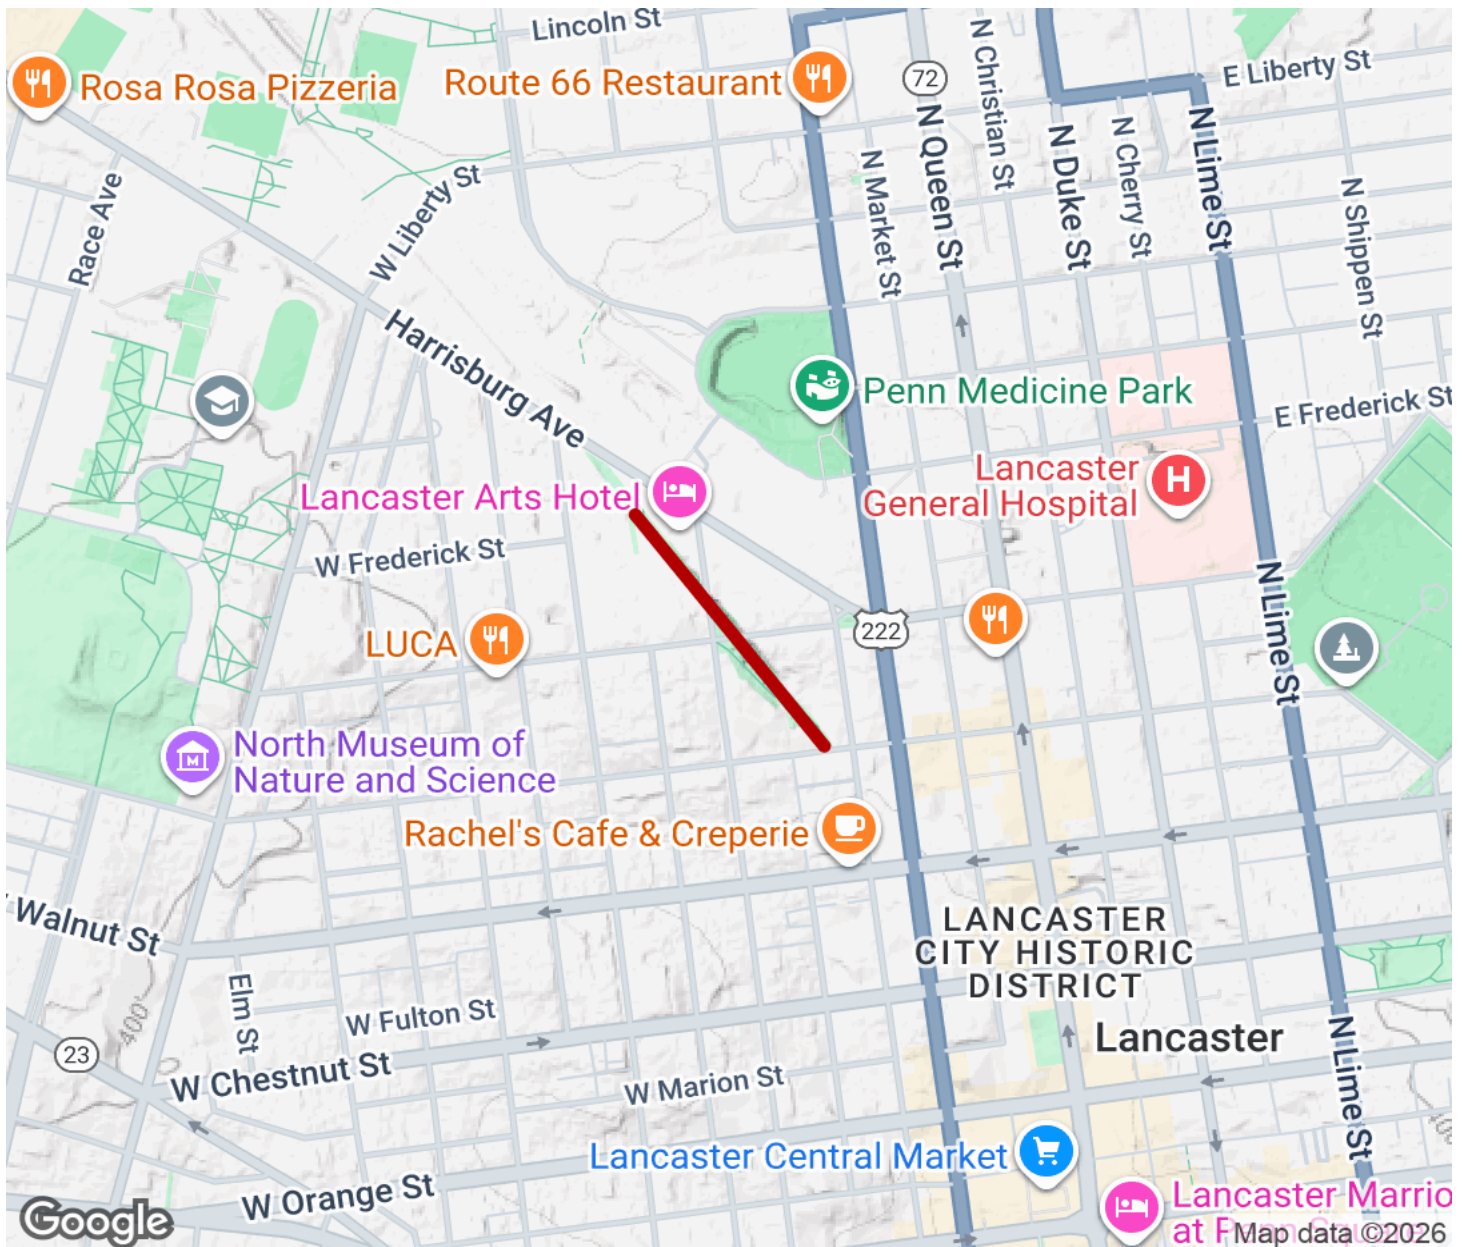 Lincoln St
Rosa Rosa Pizzeria
Route 66 Restaurant
72
N Christian St
E Liberty St
N Queen St
N Duke St
N Cherry St
N Lime St
N Market St
N Shippen St
Race Ave
W Liberty St
Harrisburg Ave
Penn Medicine Park
E Frederick St
Lancaster
General Hospital
H
Lancaster Arts Hotel
W Frederick St
LUCA
222
N Lime St
North Museum of
Nature and Science
M
Rachel's Cafe & Creperie
Walnut St
LANCASTER
CITY HISTORIC
DISTRICT
Elm St
400'
W Fulton St
Lancaster
23
W Chestnut St
W Marion St
N Lime St
Lancaster Central Market
W Orange St
Lancaster Marrio
at Penn Square
Google
Map data ©2026